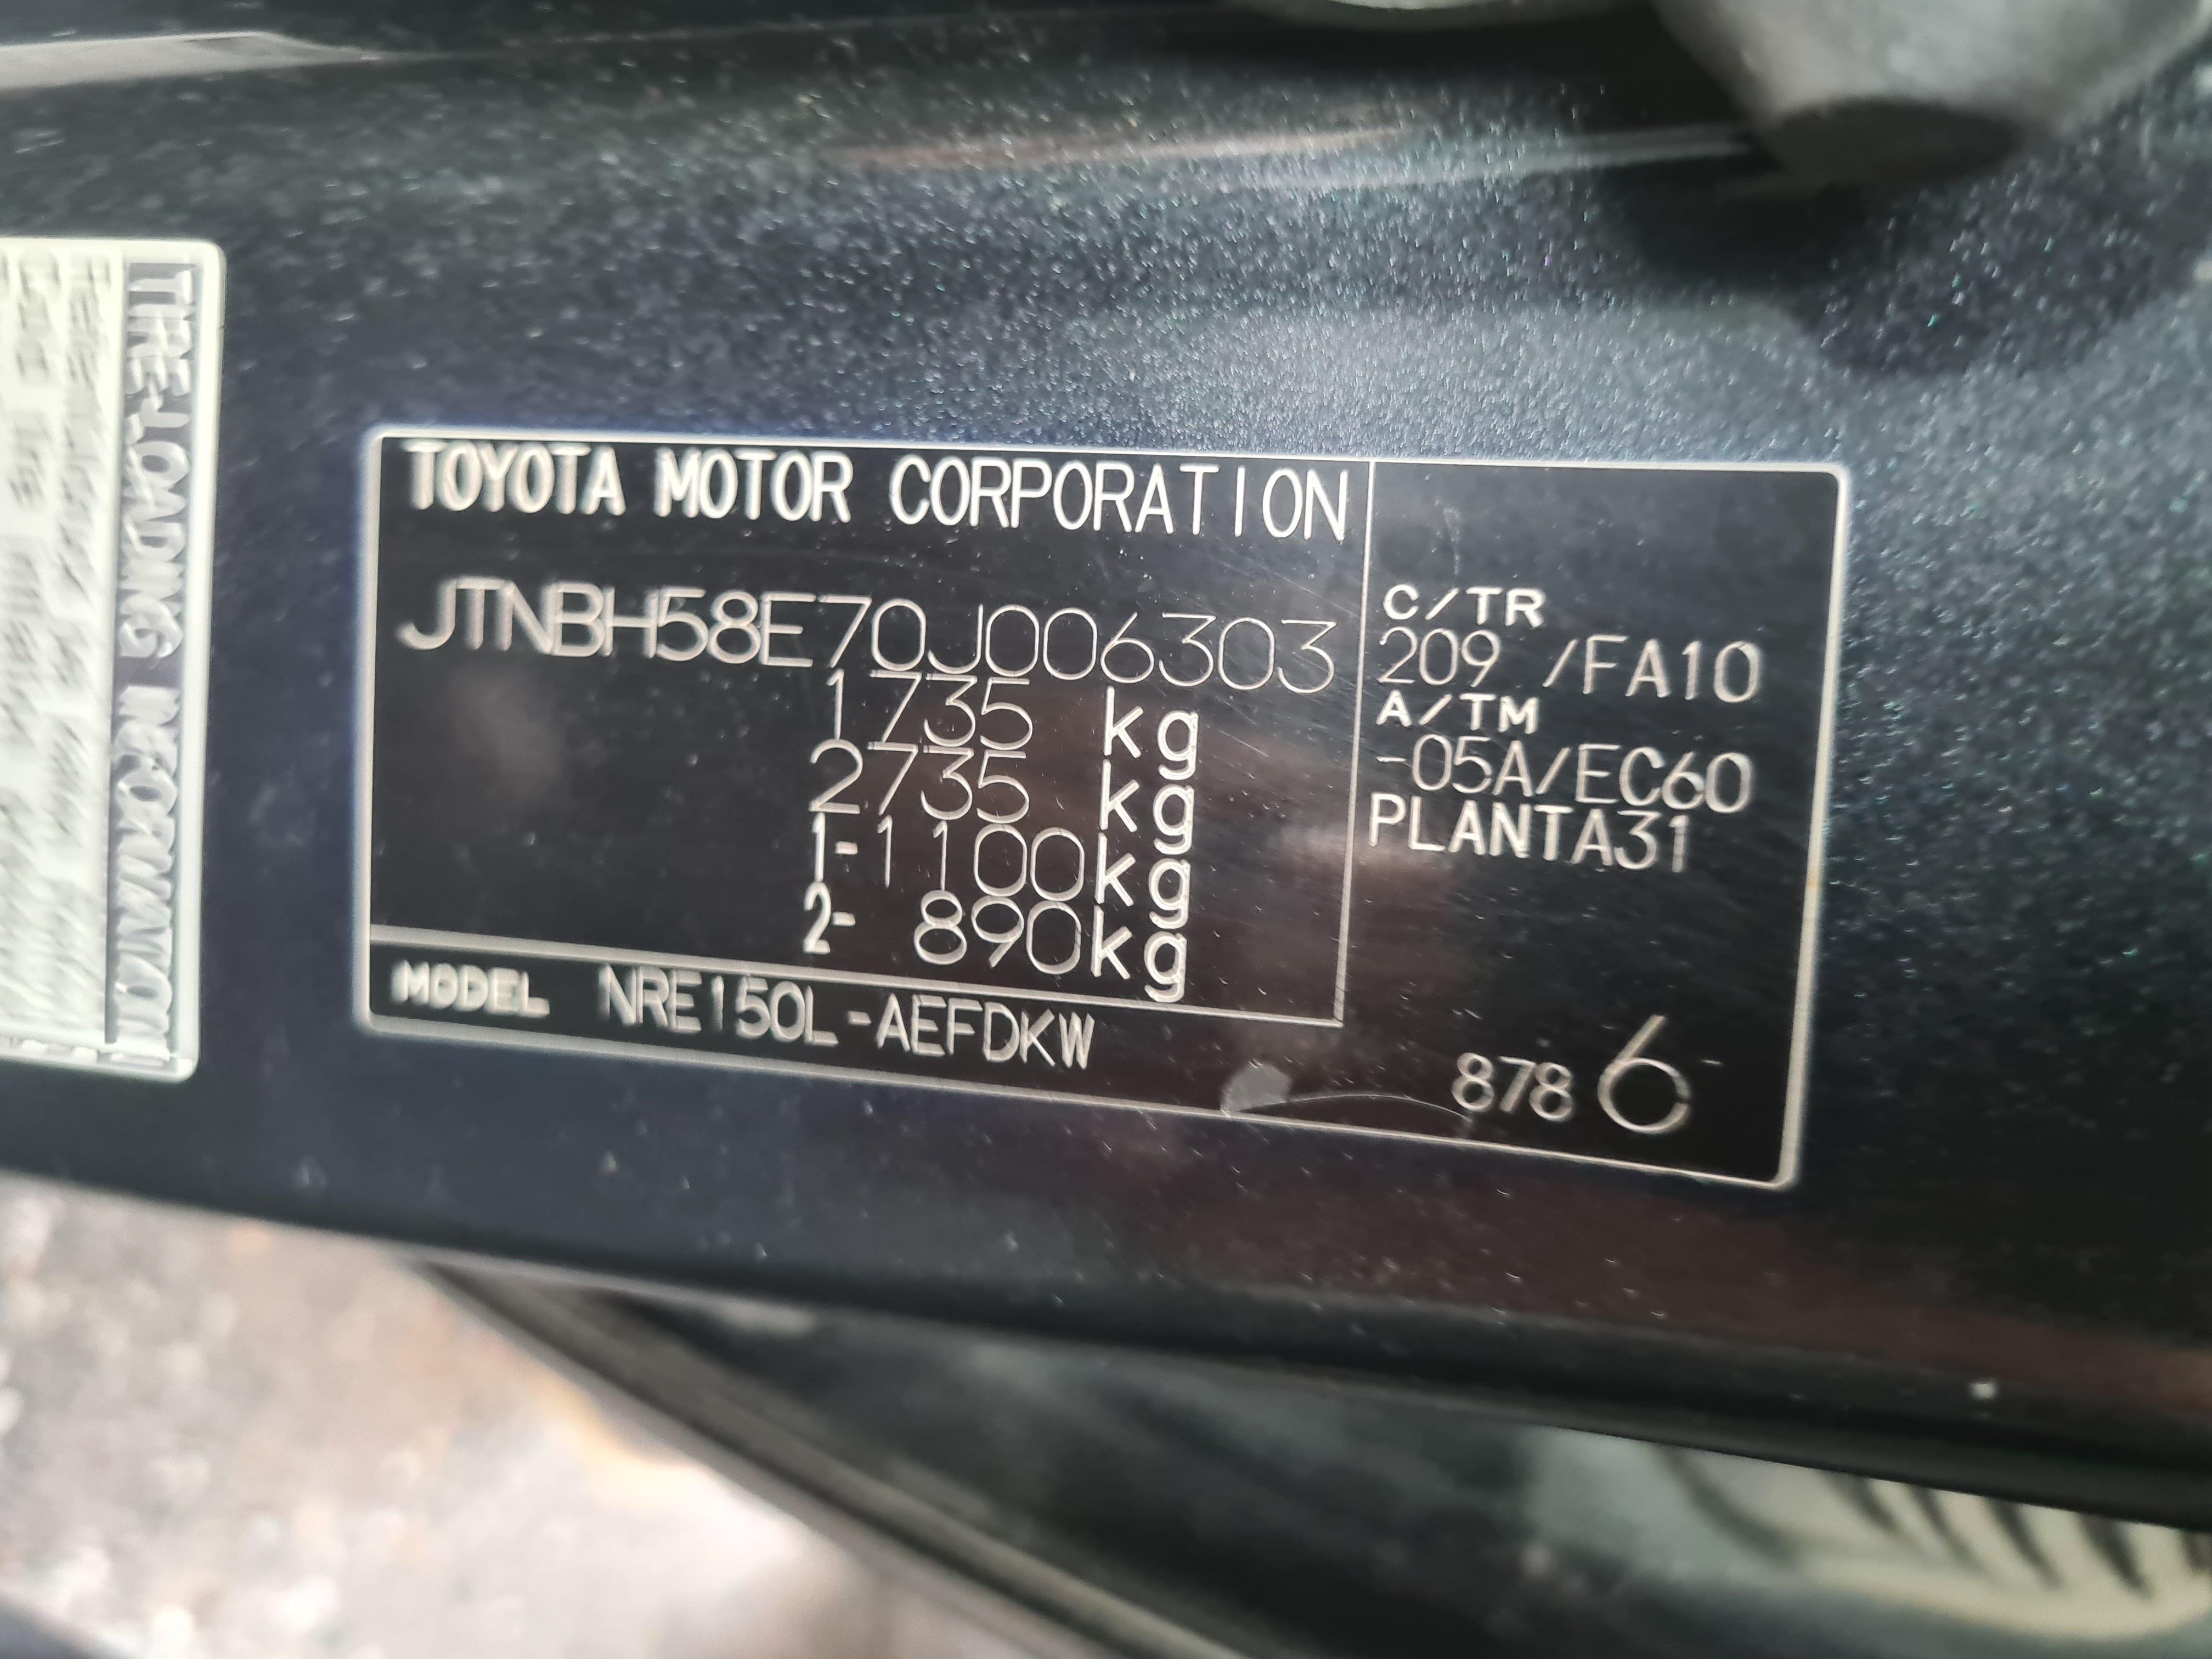 TOYOTA MOTOR CORPORATION
JTNBH58E70J006303
1735 kg
2735 kg
1-1100kg
2- 890kg
MODEL NRE150L-AEFDKW
C/TR
209 /FA10
A/TM
-05A/EC60
PLANTA31
878 6
TIRE
LOADING INFORMATION